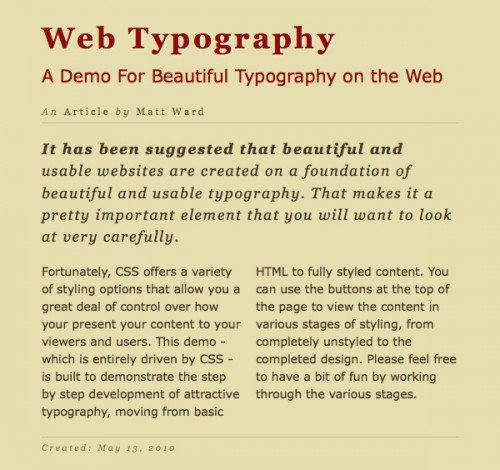 Web Typography
A Demo For Beautiful Typography on the Web
An Article by Matt Ward
It has been suggested that beautiful and
usable websites are created on a foundation of
beautiful and usable typography. That makes it a
pretty important element that you will want to look
at very carefully.
Fortunately, CSS offers a variety
of styling options that allow you a
great deal of control over how
your present your content to your
viewers and users. This demo -
which is entirely driven by CSS -
is built to demonstrate the step
by step development of attractive
typography, moving from basic
HTML to fully styled content. You
can use the buttons at the top of
the page to view the content in
various stages of styling, from
completely unstyled to the
completed design. Please feel free
to have a bit of fun by working
through the various stages.
Created: May 13, 2010